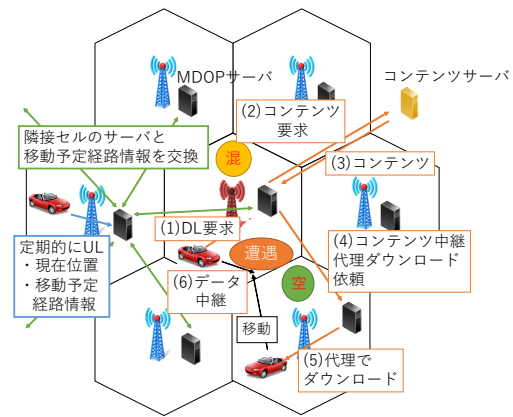 MDOPサーバ
コンテンツサーバ
(2)コンテンツ
要求
隣接セルのサーバと
移動予定経路情報を交換
混
(3)コンテンツ
(1)DL要求
(4)コンテンツ中継
代理ダウンロード
依頼
定期的にUL
・現在位置
・移動予定
経路情報
遭遇
(6)データ
中継
空
移動
(5)代理で
ダウンロード